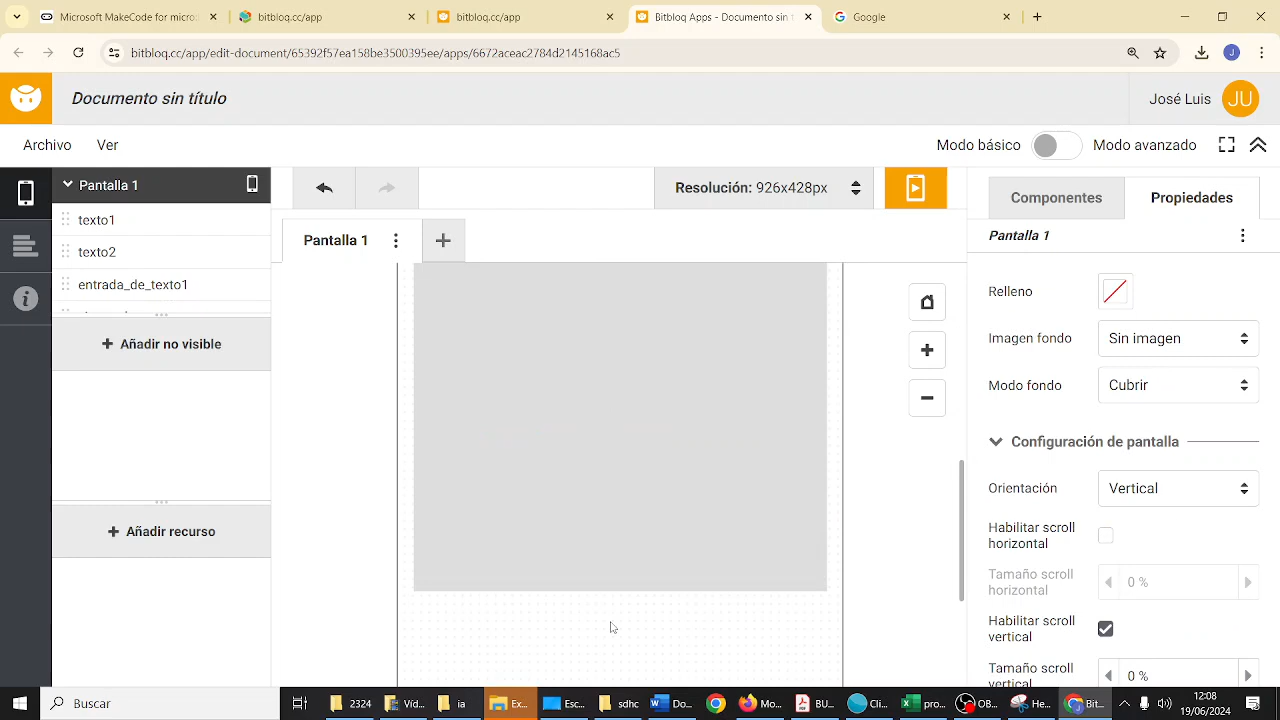 Microsoft MakeCode for micro:
bitbloq.cc/app
bitbloq.cc/app
Bitbloq Apps - Documento sin t
Google
bitbloq.cc/app/edit-document/65392f57ea158be3500395ee/apps/6672aceac2784d2145168ac5
J
Documento sin título
José Luis
JU
Archivo
Ver
Modo básico
Modo avanzado
Pantalla 1
Resolución: 926x428px
Componentes
Propiedades
texto1
texto2
entrada_de_texto1
Pantalla 1
Pantalla 1
Añadir no visible
Relleno
Imagen fondo
Sin imagen
Modo fondo
Cubrir
Configuración de pantalla
Orientación
Vertical
Añadir recurso
Habilitar scroll
horizontal
Tamaño scroll
horizontal
0 %
Habilitar scroll
vertical
Tamaño scroll
vertical
0 %
Buscar
2324
Vid...
ia
Ex...
Esc...
sdhc
Do...
Mo...
BU...
Cli...
pro...
Ob...
He...
Bit...
12:08
19/06/2024